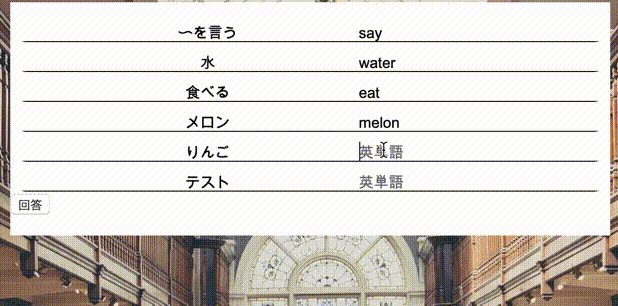 〜を言う say
水 water
食べる eat
メロン melon
りんご 英単語
テスト 英単語
回答